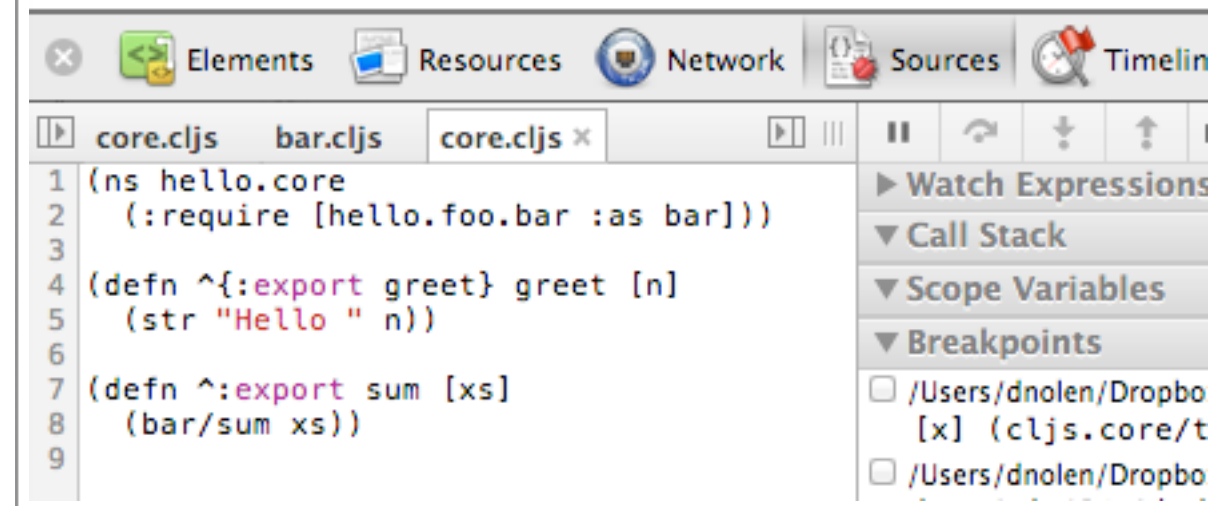 Elements Resources Network Sources
core.cljs bar.cljs core.cljs ×
1 (ns hello.core
2   (:require [hello.foo.bar :as bar]))
3
4 (defn ^{:export greet} greet [n]
5   (str "Hello " n))
6
7 (defn ^:export sum [xs]
8   (bar/sum xs))
9
Watch Expressions
Call Stack
Scope Variables
Breakpoints
/Users/dnolen/Dropbo
[x] (cljs.core/t
/Users/dnolen/Dropbo